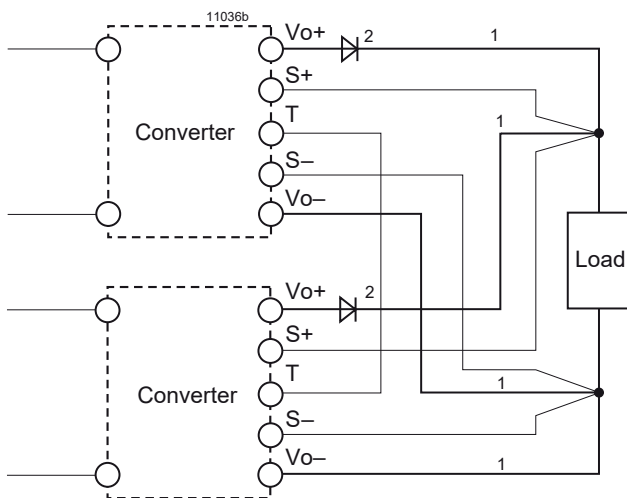 11036b
Vo+
2
1
S+
T
1
Converter
S–
Vo–
Load
Vo+
2
S+
T
1
Converter
S–
Vo–
1